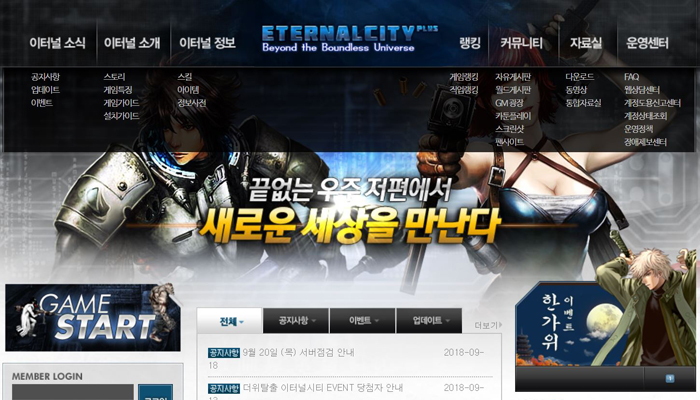 ETERNALCITY PLUS
Beyond the Boundless Universe
이터널 소식 이터널 소개 이터널 정보 랭킹 커뮤니티 자료실 운영센터
공지사항 스토리 스킬 게임랭킹 자유게시판 다운로드 FAQ
업데이트 게임특징 아이템 직업랭킹 월드게시판 동영상 웹상담센터
이벤트 게임가이드 정보사전 GM광장 통합자료실 계정도용신고센터
설치가이드 카툰플레이 계정상태조회
스크린샷 운영정책
팬사이트 장애제보센터
끝없는 우주 저편에서
새로운 세상을 만난다
GAME
START
전체 공지사항 이벤트 업데이트 더보기
공지사항 9월 20일 (목) 서버점검 안내 2018-09-
18
공지사항 더위탈출 이터널시티 EVENT 당첨자 안내 2018-09-
MEMBER LOGIN
한가위
이벤트